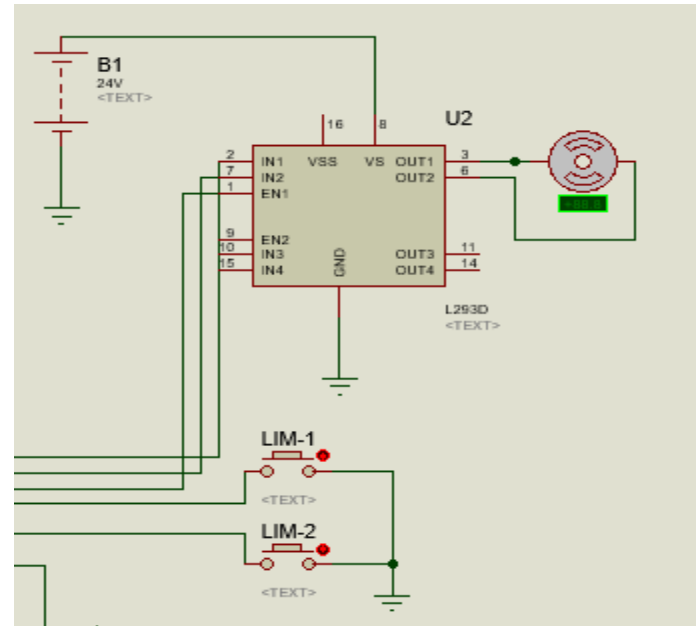 B1
24V
<TEXT>
U2
16
8
2
IN1
VSS
VS
OUT1
3
7
IN2
OUT2
6
1
EN1
9
EN2
10
IN3
OUT3
11
15
IN4
GND
OUT4
14
L293D
<TEXT>
LIM-1
<TEXT>
LIM-2
<TEXT>